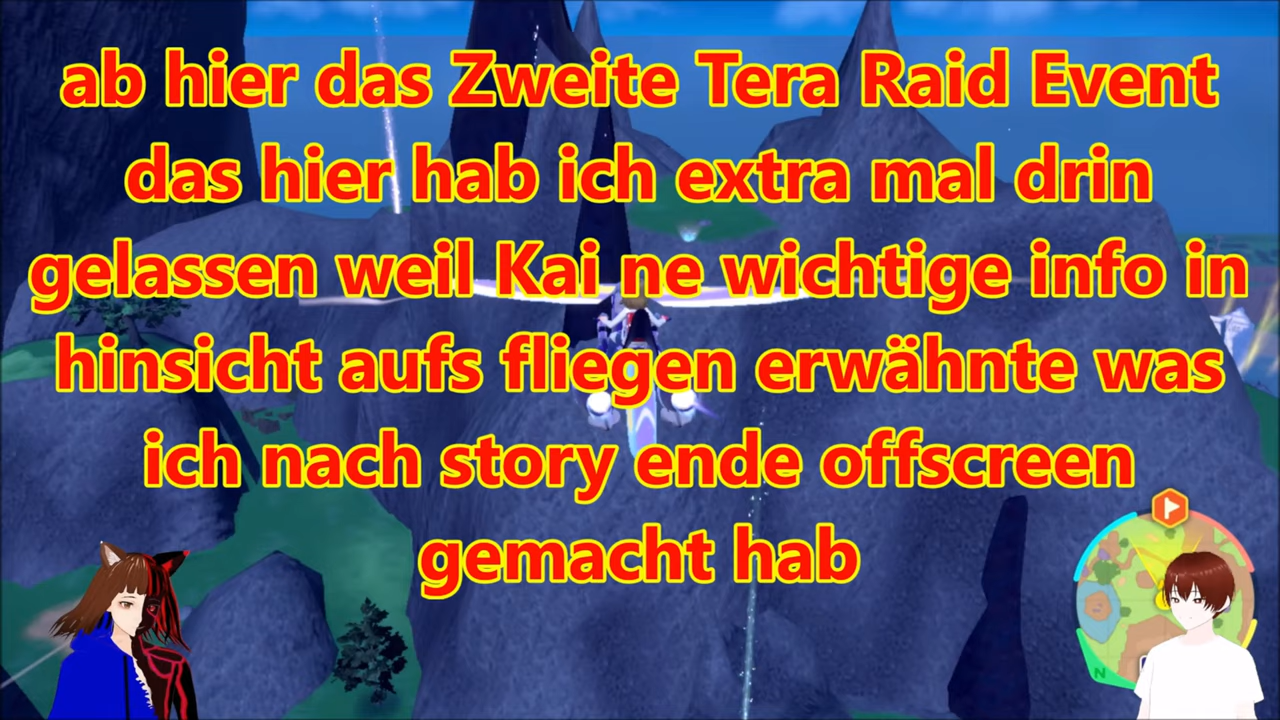 ab hier das Zweite Tera Raid Event
das hier hab ich extra mal drin
gelassen weil Kai ne wichtige info in
hinsicht aufs fliegen erwähnte was
ich nach story ende offscreen
gemacht hab
N